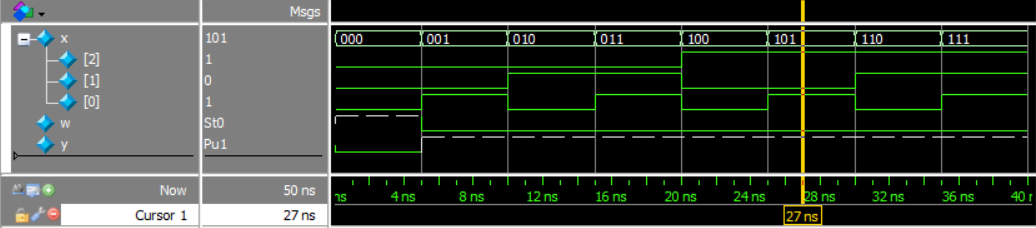 Msgs
x 101 000 001 010 011 100 101 110 111
[2] 1
[1] 0
[0] 1
w St0
y Pu1
Now 50 ns ns 4 ns 8 ns 12 ns 16 ns 20 ns 24 ns 28 ns 32 ns 36 ns 40 n
Cursor 1 27 ns 27 ns